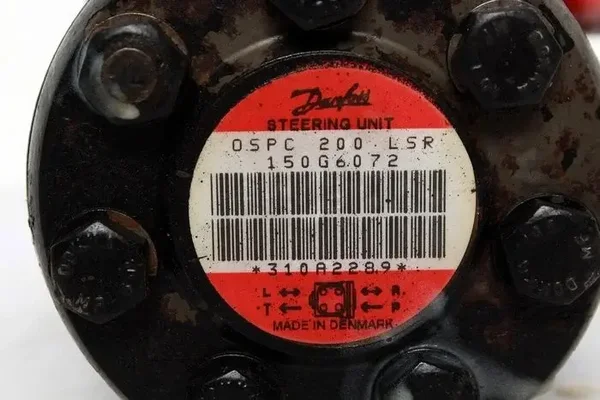 Danfoss
STEERING UNIT
OSPC 200 LSR
150G6072
*310A2289*
L R
T P
MADE IN DENMARK